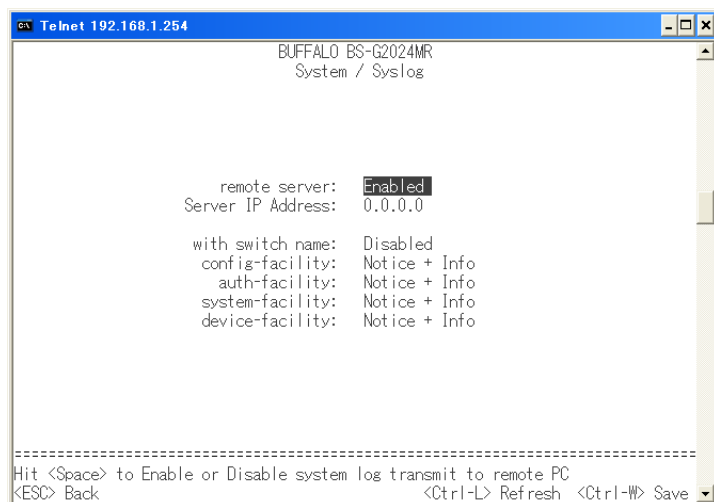 Telnet 192.168.1.254
BUFFALO BS-G2024MR
System / Syslog
remote server: Enabled
Server IP Address: 0.0.0.0
with switch name: Disabled
config-facility: Notice + Info
auth-facility: Notice + Info
system-facility: Notice + Info
device-facility: Notice + Info
Hit <Space> to Enable or Disable system log transmit to remote PC
<ESC> Back <Ctrl-L> Refresh <Ctrl-W> Save